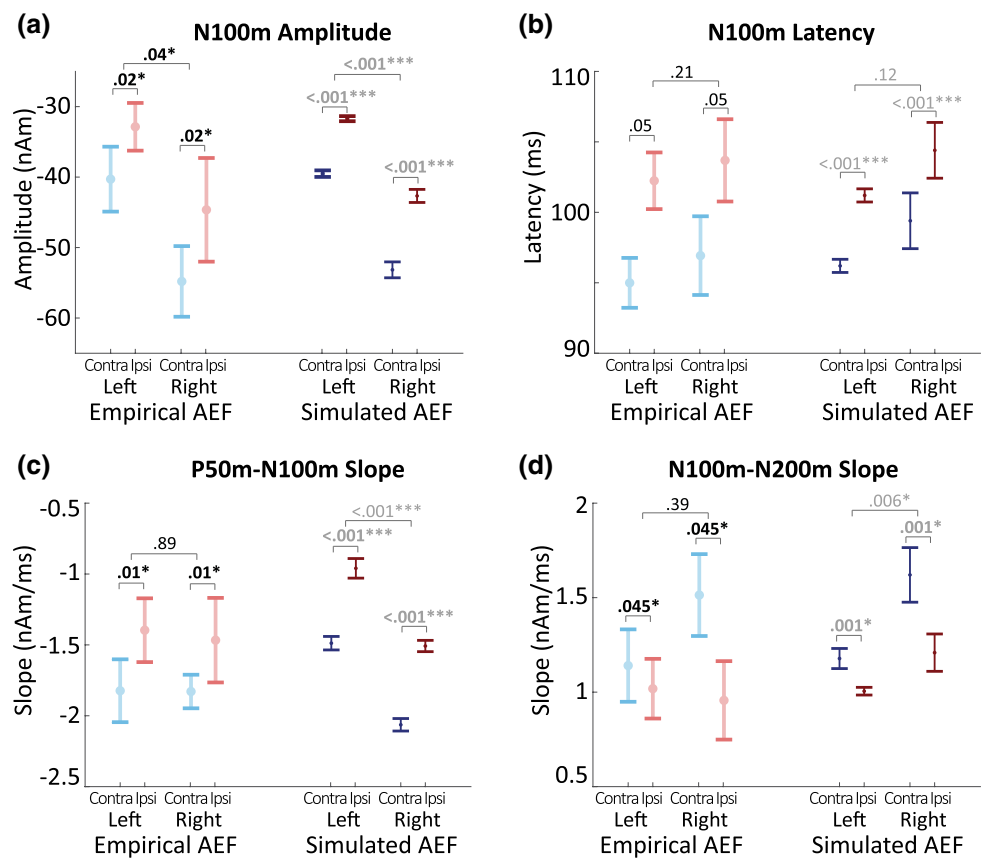 (a)
N100m Amplitude
.04*
<.001***
.02*
<.001***
.02*
<.001***
-30
-40
-50
-60
Amplitude (nAm)
Contra Ipsi Contra Ipsi Contra Ipsi Contra Ipsi
Left Right Left Right
Empirical AEF Simulated AEF
(b)
N100m Latency
110
.21
.12
.05
<.001***
.05
<.001***
100
90
Latency (ms)
Contra Ipsi Contra Ipsi Contra Ipsi Contra Ipsi
Left Right Left Right
Empirical AEF Simulated AEF
(c)
P50m-N100m Slope
-0.5
<.001***
<.001***
.89
.01* .01*
<.001***
-1
-1.5
-2
-2.5
Slope (nAm/ms)
Contra Ipsi Contra Ipsi Contra Ipsi Contra Ipsi
Left Right Left Right
Empirical AEF Simulated AEF
(d)
N100m-N200m Slope
2
.39
.006*
.045*
.001*
.045*
.001*
1.5
1
0.5
Slope (nAm/ms)
Contra Ipsi Contra Ipsi Contra Ipsi Contra Ipsi
Left Right Left Right
Empirical AEF Simulated AEF